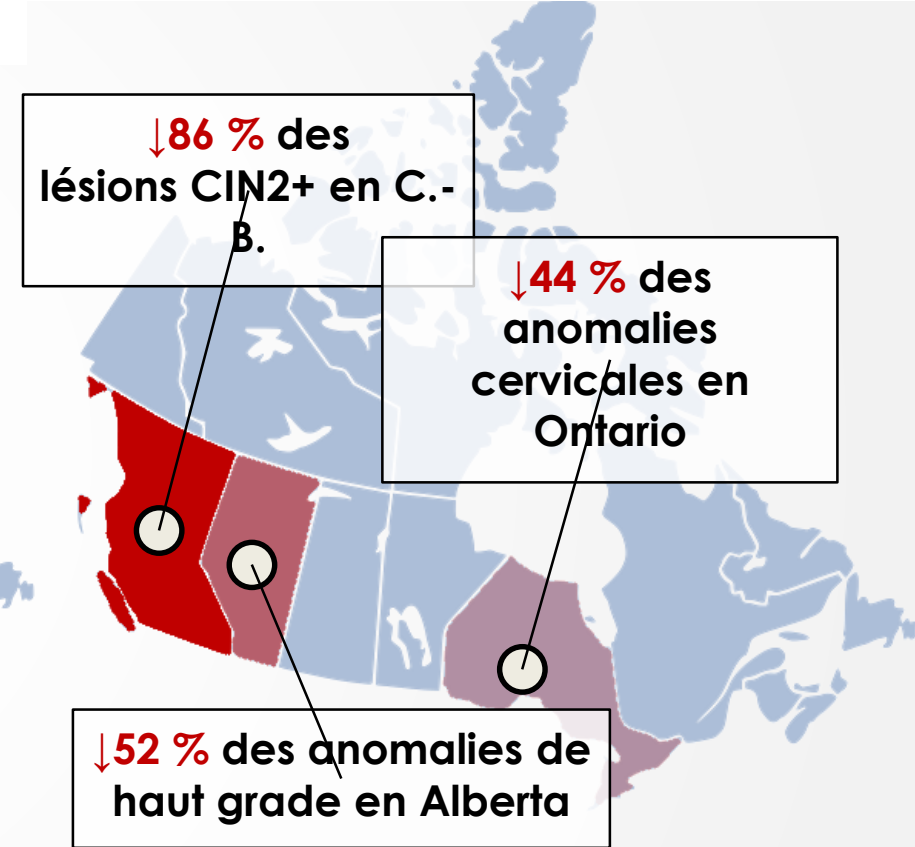 ↓86 % des
lésions CIN2+ en C.-
B.
↓44 % des
anomalies
cervicales en
Ontario
↓52 % des anomalies de
haut grade en Alberta